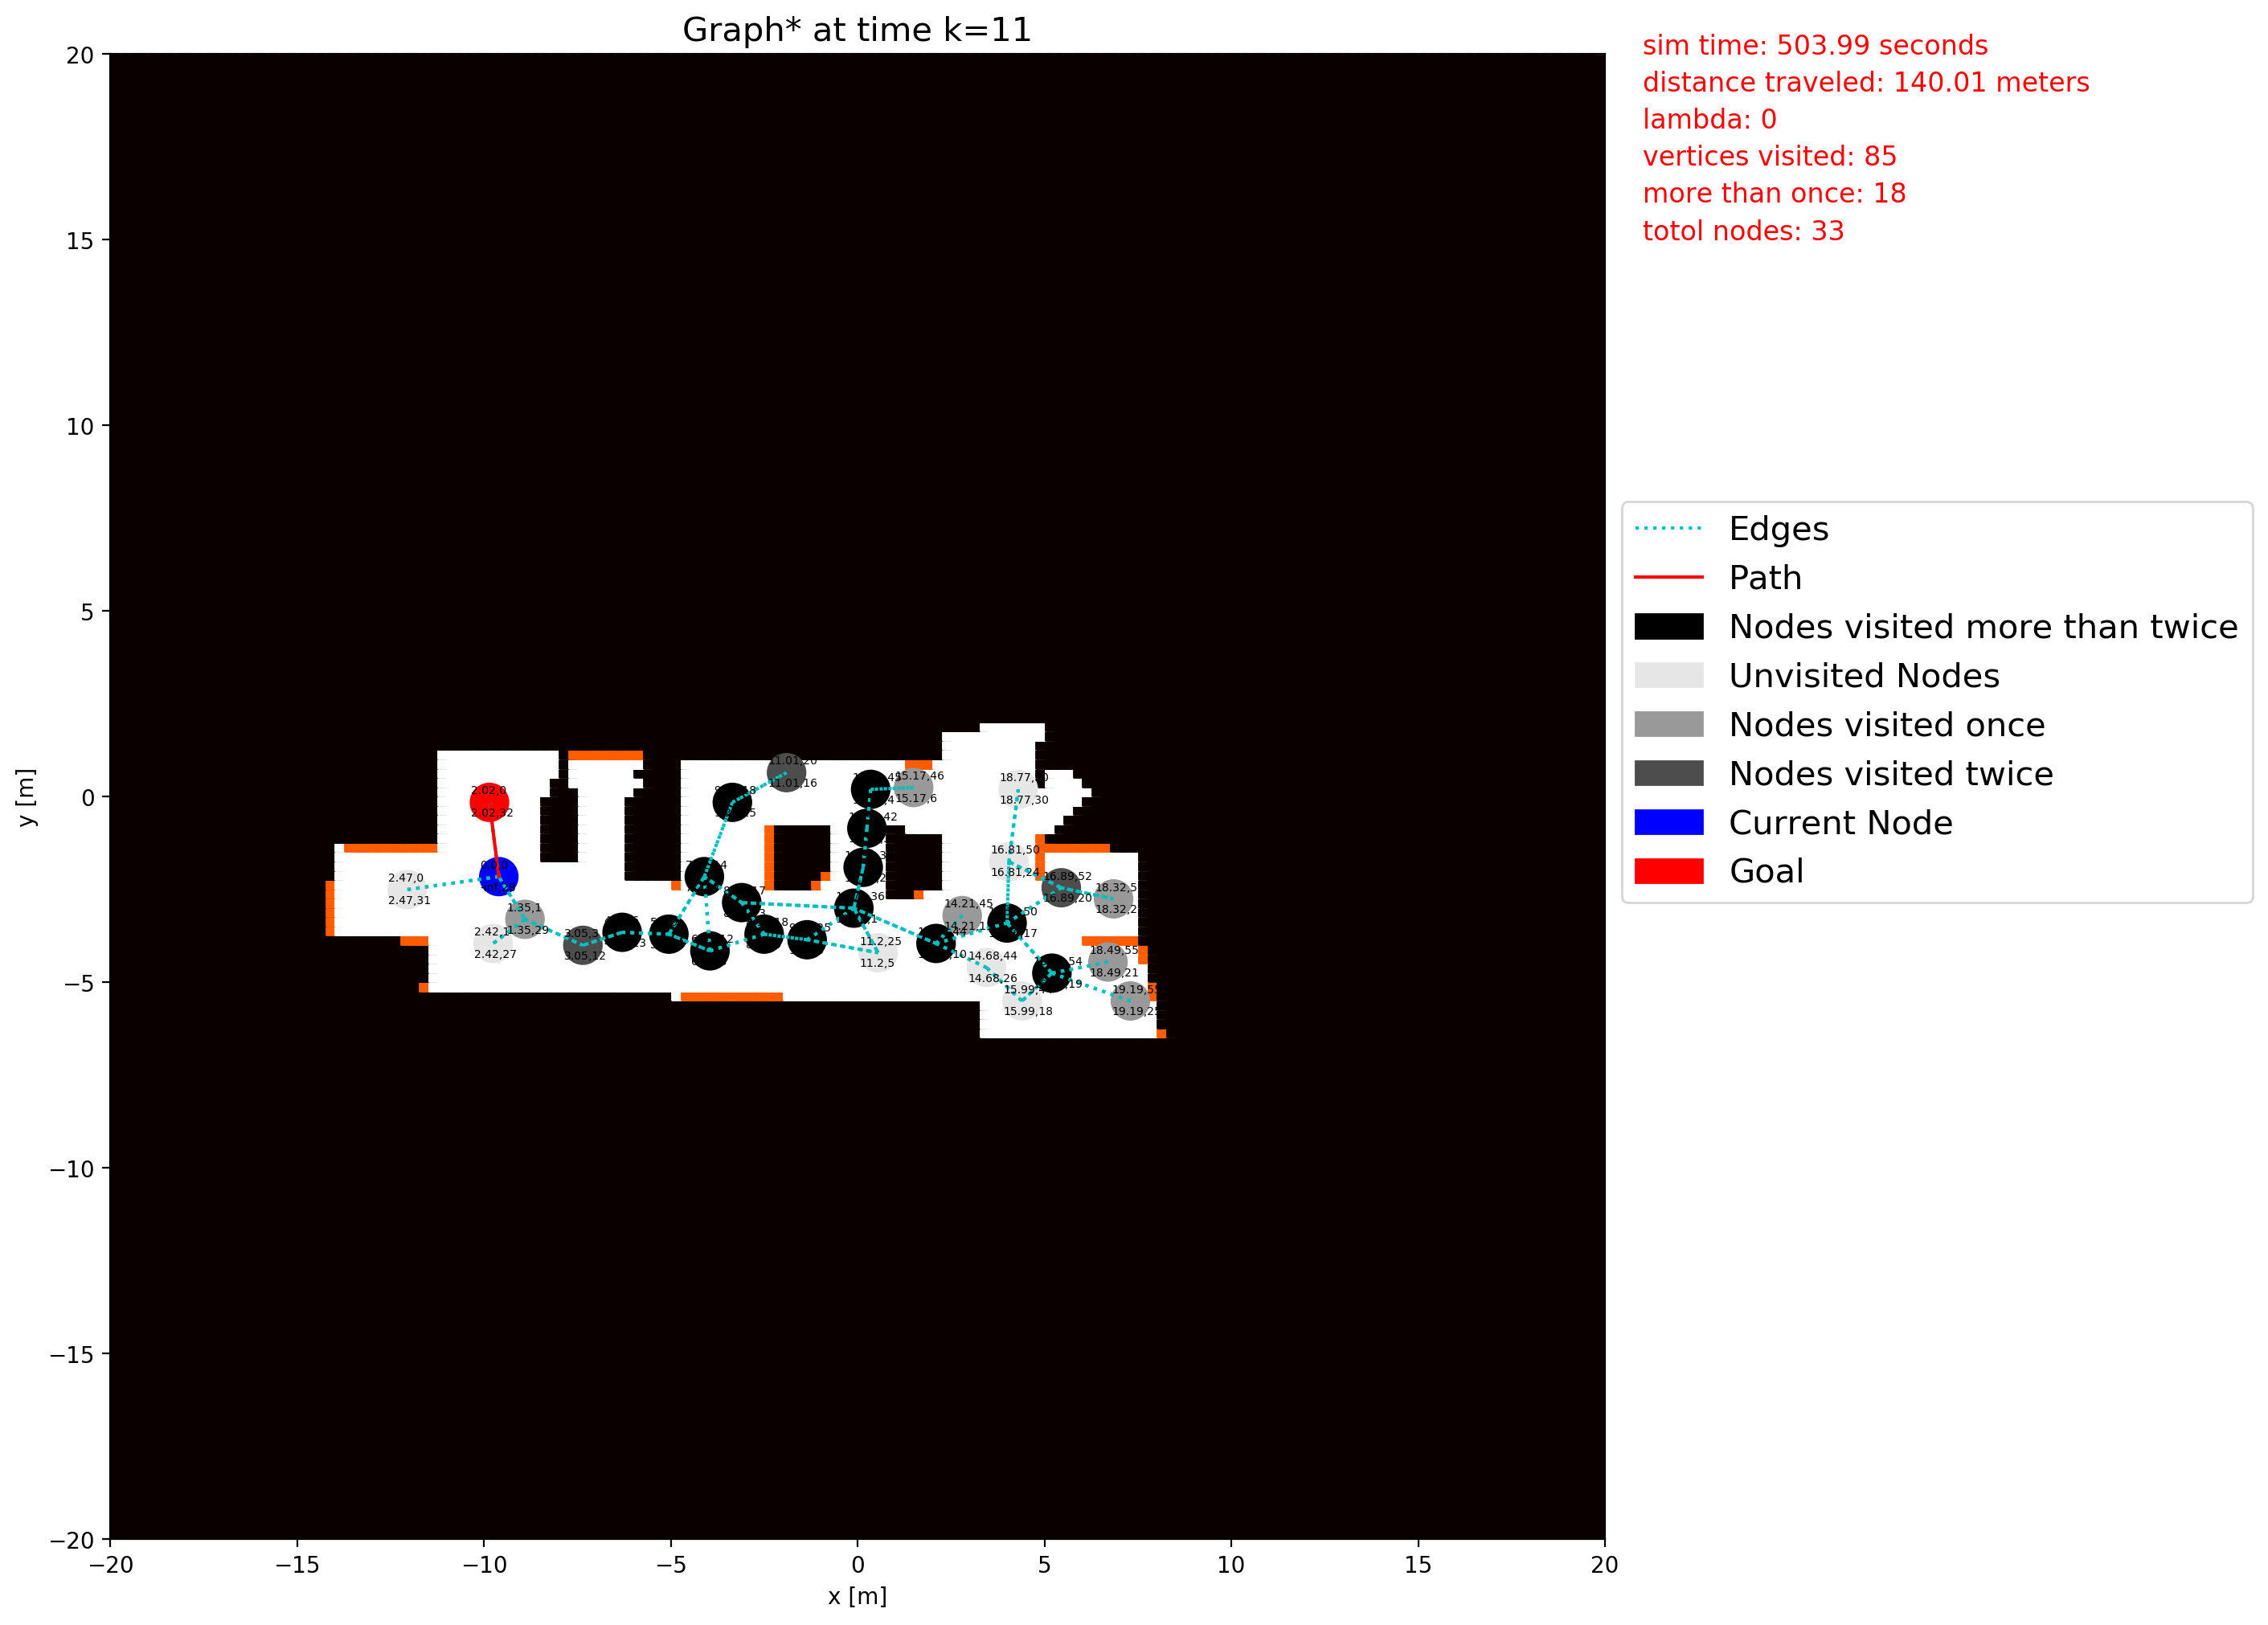 Graph* at time k=11
sim time: 503.99 seconds
distance traveled: 140.01 meters
lambda: 0
vertices visited: 85
more than once: 18
totol nodes: 33
20
15
10
5
0
−5
−10
−15
−20
y [m]
−20 −15 −10 −5 0 5 10 15 20
x [m]
Edges
Path
Nodes visited more than twice
Unvisited Nodes
Nodes visited once
Nodes visited twice
Current Node
Goal
2.02,0
2.02,32
2.47,0
2.47,31
1.35,1
1.35,29
2.42,1
2.42,27
3.05,3
3.05,12
11.01,20
11.01,16
15.17,46
15.17,6
18.77,30
16.81,50
16.81,24
16.89,52
16.89,20
14.21,45
11.2,25
11.2,5
14.68,44
14.68,26
15.99,18
18.49,55
18.49,21